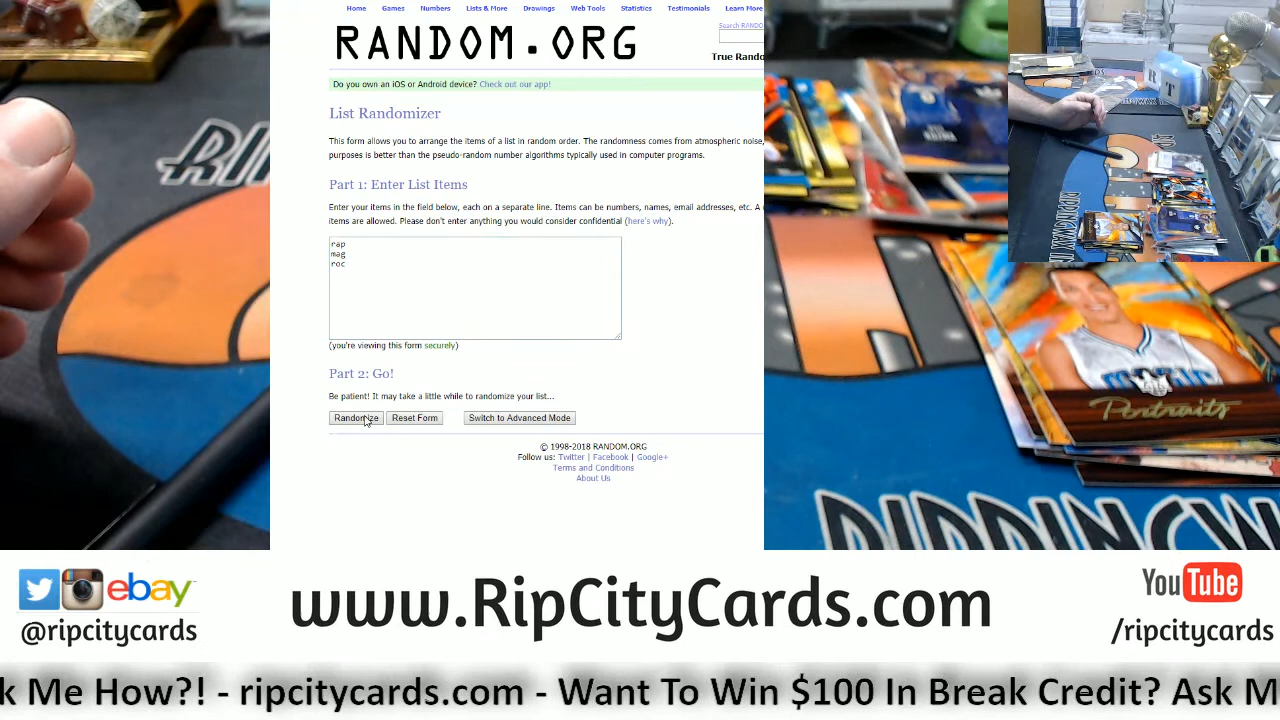 Home Games Numbers Lists & More Drawings Web Tools Statistics Testimonials Learn More
Search RANDO
RANDOM.ORG
True Rando
Do you own an iOS or Android device? Check out our app!
List Randomizer
This form allows you to arrange the items of a list in random order. The randomness comes from atmospheric noise,
purposes is better than the pseudo-random number algorithms typically used in computer programs.
Part 1: Enter List Items
Enter your items in the field below, each on a separate line. Items can be numbers, names, email addresses, etc. A
items are allowed. Please don't enter anything you would consider confidential (here's why).
rap
mag
roc
(you're viewing this form securely)
Part 2: Go!
Be patient! It may take a little while to randomize your list...
Randomize Reset Form Switch to Advanced Mode
© 1998-2018 RANDOM.ORG
Follow us: Twitter | Facebook | Google+
Terms and Conditions
About Us
R T
Portraits
RIPPINGW
ebay
@ripcitycards
www.RipCityCards.com
YouTube
/ripcitycards
k Me How?! - ripcitycards.com - Want To Win $100 In Break Credit? Ask M